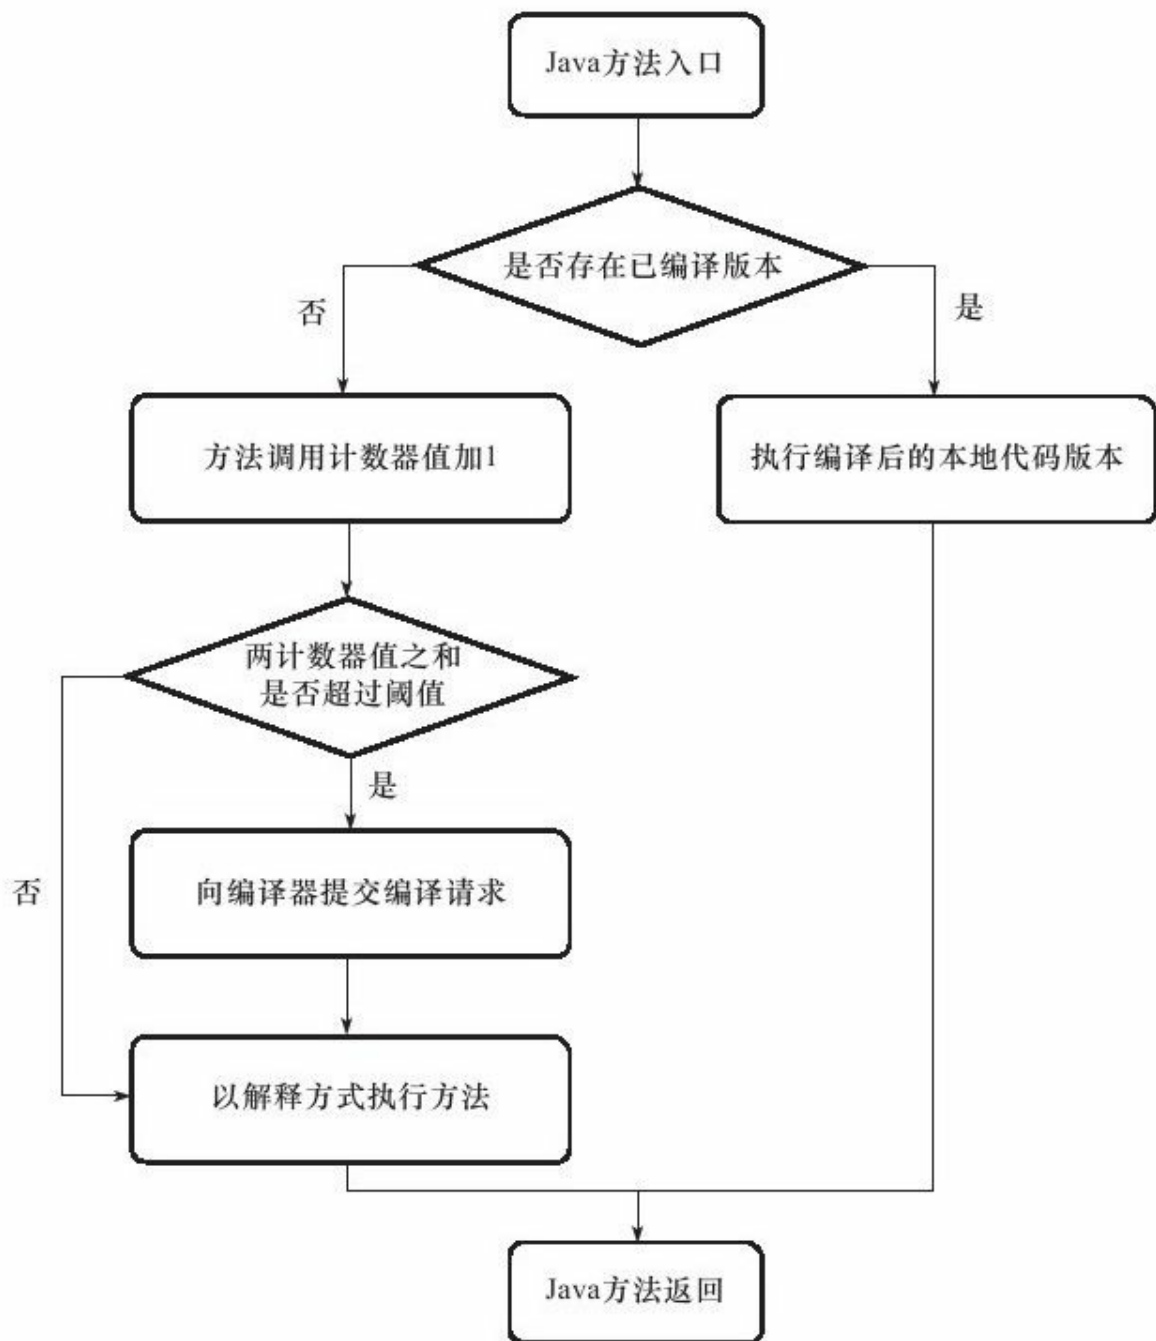 Java方法入口
是否存在已编译版本
否
是
方法调用计数器值加1
执行编译后的本地代码版本
两计数器值之和
是否超过阈值
是
否
向编译器提交编译请求
以解释方式执行方法
Java方法返回